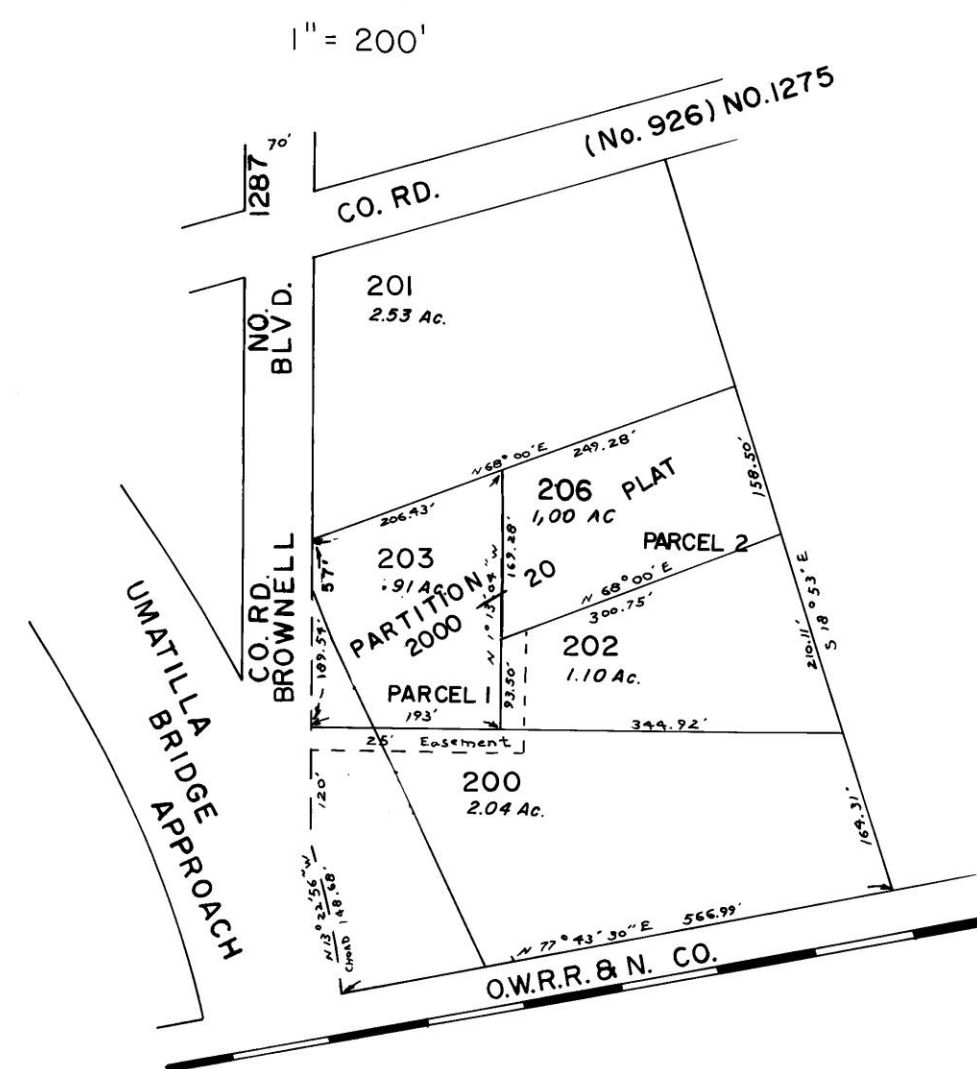 1" = 200'
(No. 926) NO.1275
CO. RD.
1287
70'
NO.
BLVD.
CO. RD.
BROWNELL
201
2.53 Ac.
N 68° 00' E
249.28'
206.43'
206
1,00 AC
PLAT
PARCEL 2
158.50'
57'
203
.91 Ac.
169.28'
N 1° 13' 04" W
PARTITION
2000 - 20
N 68° 00' E
300.75'
202
1.10 Ac.
210.11'
S 18° 53' E
189.54'
PARCEL 1
93.50'
193'
344.92'
25' Easement
200
2.04 Ac.
120'
164.31'
N 13° 22' 56" W
CHORD 148.68'
N 77° 43' 30" E 566.99'
O.W.R.R. & N. CO.
UMATILLA
BRIDGE
APPROACH